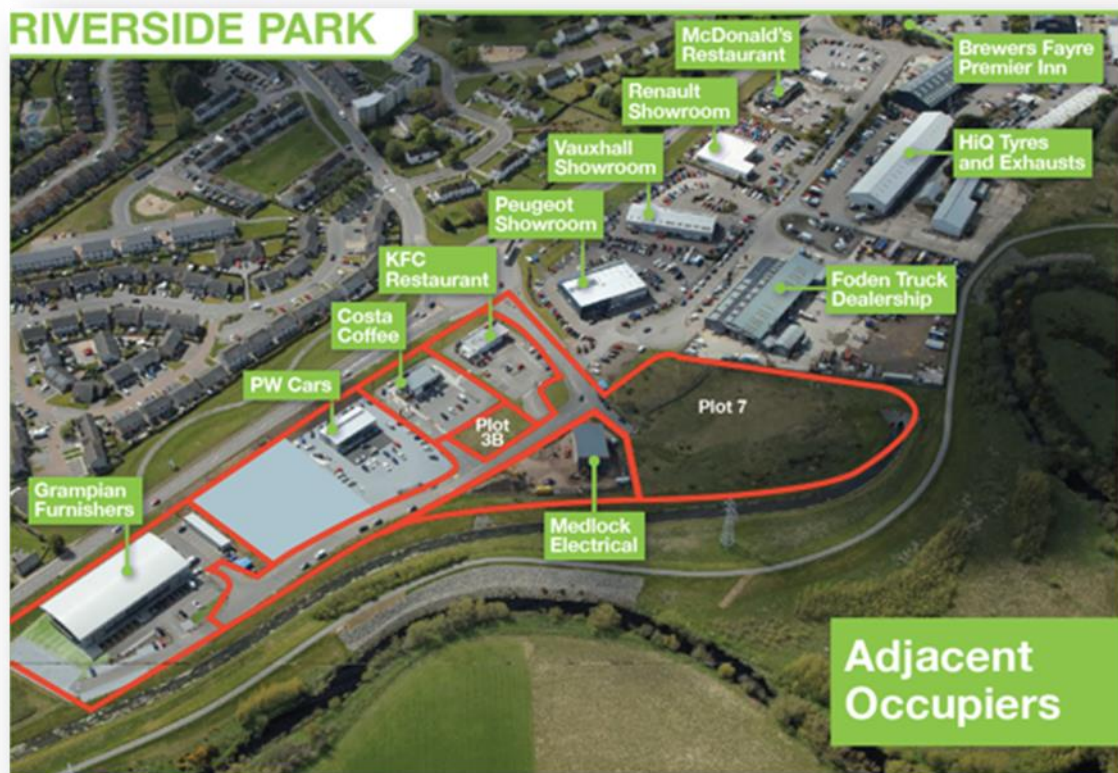 RIVERSIDE PARK
McDonald's
Restaurant
Brewers Fayre
Premier Inn
Renault
Showroom
HiQ Tyres
and Exhausts
Vauxhall
Showroom
Peugeot
Showroom
KFC
Restaurant
Foden Truck
Dealership
Costa
Coffee
PW Cars
Plot 7
Plot
3B
Grampian
Furnishers
Medlock
Electrical
Adjacent
Occupiers